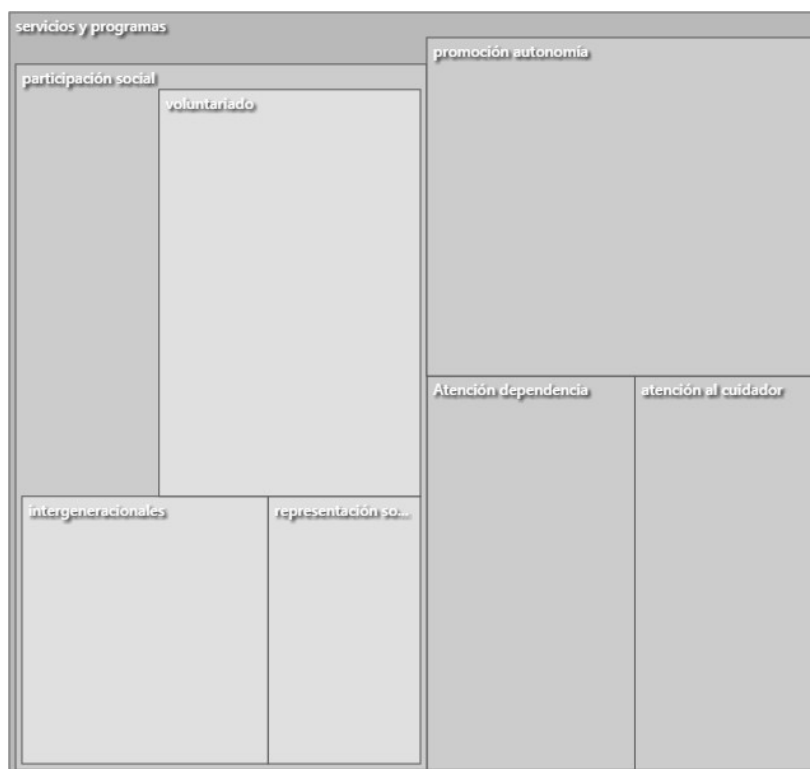 servicios y programas
promoción autonomía
participación social
voluntariado
Atención dependencia
atención al cuidador
intergeneracionales
representación so...